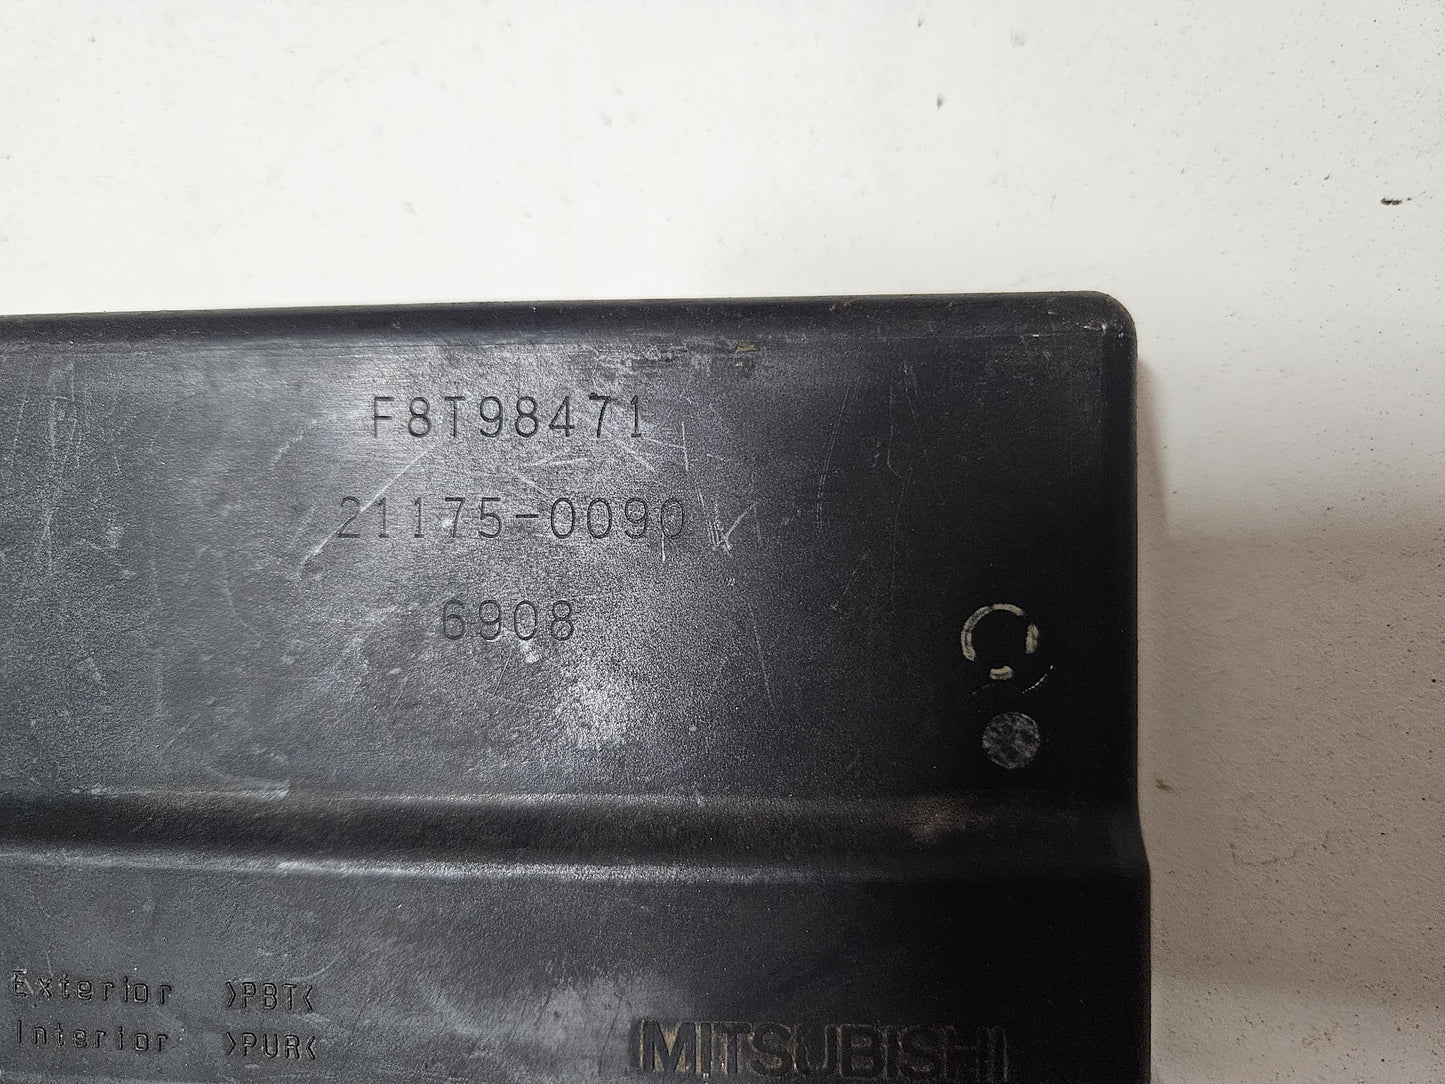 F8T98471
21175-0090
6908
Exterior >PBT<
Interior >PUR<
MITSUBISHI